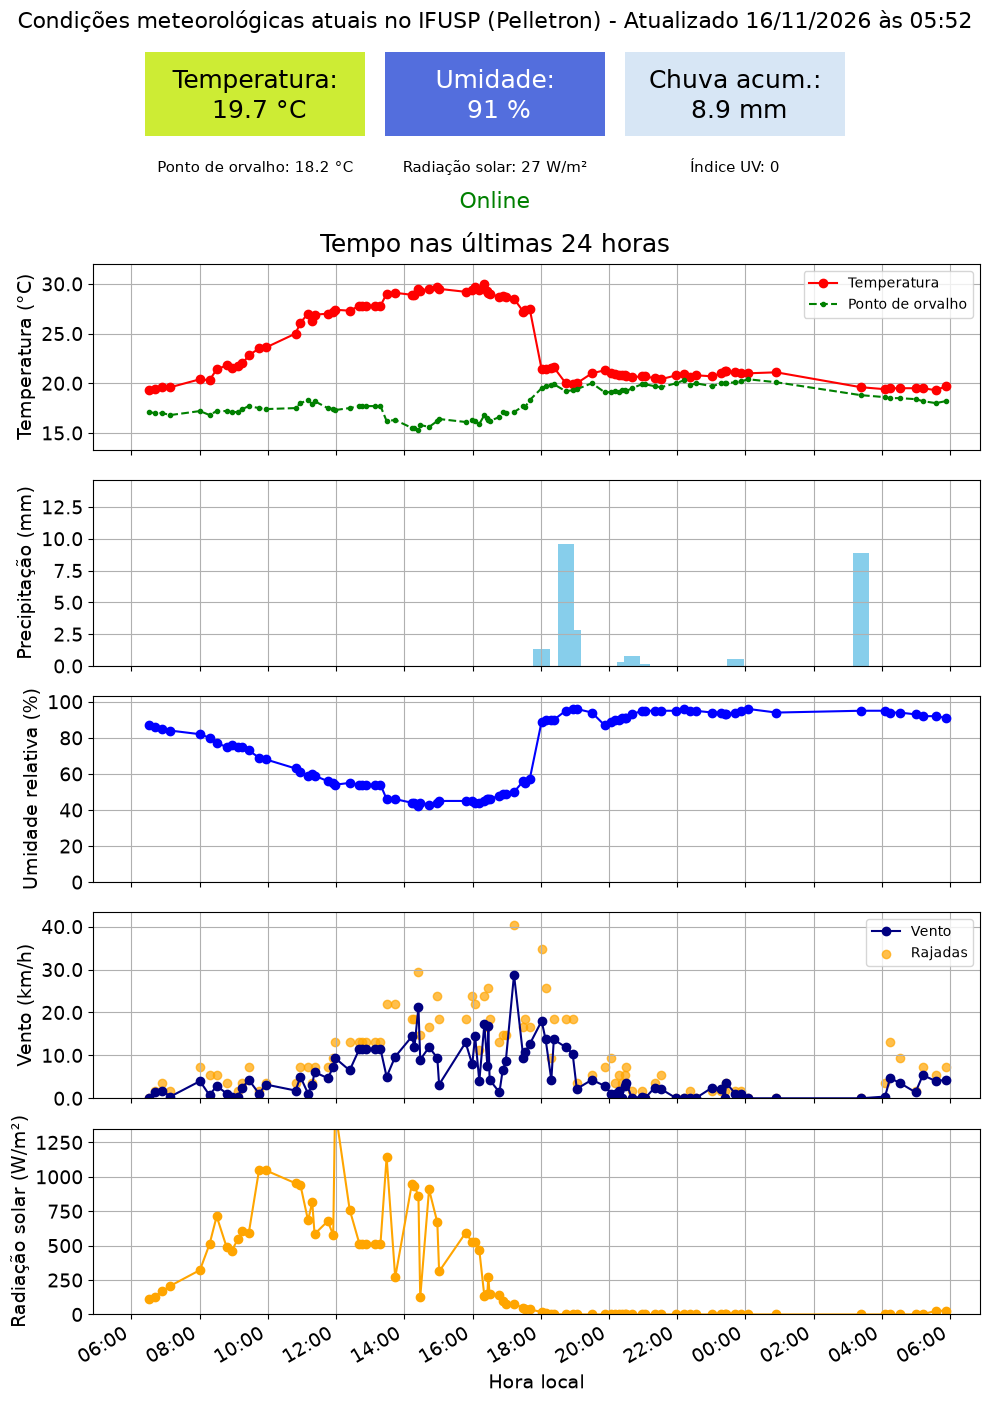 Condições meteorológicas atuais no IFUSP (Pelletron) - Atualizado 16/11/2026 às 05:52
Temperatura:
19.7 °C
Umidade:
91 %
Chuva acum.:
8.9 mm
Ponto de orvalho: 18.2 °C
Radiação solar: 27 W/m²
Índice UV: 0
Online
Tempo nas últimas 24 horas
Temperatura (°C)
30.0
25.0
20.0
15.0
Temperatura
Ponto de orvalho
Precipitação (mm)
12.5
10.0
7.5
5.0
2.5
0.0
Umidade relativa (%)
100
80
60
40
20
0
Vento (km/h)
40.0
30.0
20.0
10.0
0.0
Vento
Rajadas
Radiação solar (W/m²)
1250
1000
750
500
250
0
06:00 08:00 10:00 12:00 14:00 16:00 18:00 20:00 22:00 00:00 02:00 04:00 06:00
Hora local